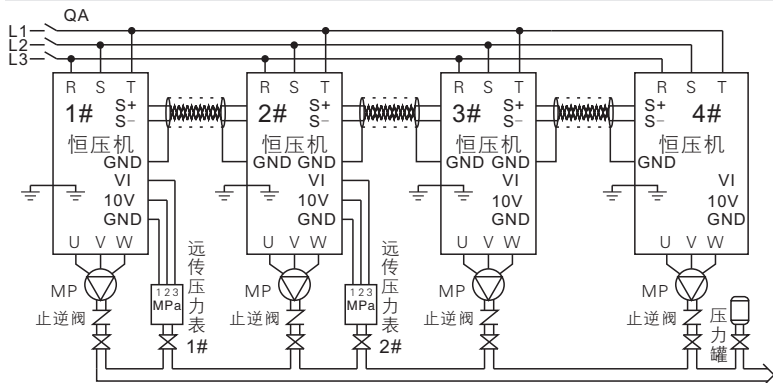 QA
L1
L2
L3
R S T R S T R S T R S T
1# S+ 2# S+ 3# S+ S+ 4#
S− S− S− S−
恒压机 恒压机 恒压机 恒压机
GND GND GND GND GND GND
VI VI VI VI
10V 10V 10V 10V
GND GND GND GND
U V W U V W U V W U V W
远传压力表 1#
远传压力表 2#
MP 1 2 3 MP 1 2 3 MP MP
MPa MPa
止逆阀 止逆阀 止逆阀 止逆阀
压力罐